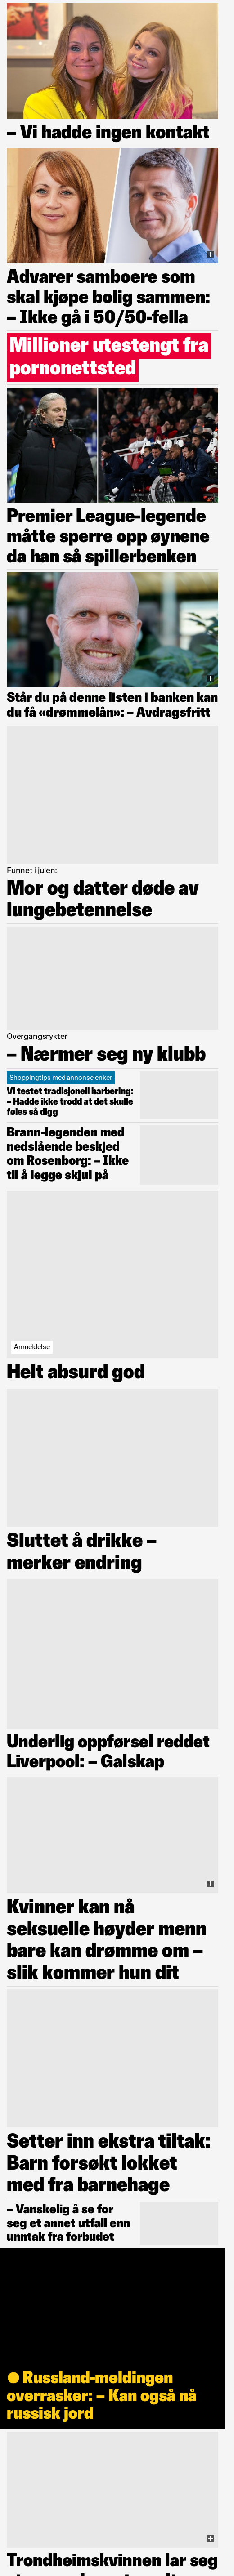 – Vi hadde ingen kontakt
Advarer samboere som
skal kjøpe bolig sammen:
– Ikke gå i 50/50-fella
Millioner utestengt fra
pornonettsted
Premier League-legende
måtte sperre opp øynene
da han så spillerbenken
Står du på denne listen i banken kan
du få «drømmelån»: – Avdragsfritt
Funnet i julen:
Mor og datter døde av
lungebetennelse
Overgangsrykter
– Nærmer seg ny klubb
Shoppingtips med annonselenker
Vi testet tradisjonell barbering:
– Hadde ikke trodd at det skulle
føles så digg
Brann-legenden med
nedslående beskjed
om Rosenborg: – Ikke
til å legge skjul på
Anmeldelse
Helt absurd god
Sluttet å drikke –
merker endring
Underlig oppførsel reddet
Liverpool: – Galskap
Kvinner kan nå
seksuelle høyder menn
bare kan drømme om –
slik kommer hun dit
Setter inn ekstra tiltak:
Barn forsøkt lokket
med fra barnehage
– Vanskelig å se for
seg et annet utfall enn
unntak fra forbudet
● Russland-meldingen
overrasker: – Kan også nå
russisk jord
Trondheimskvinnen lar seg